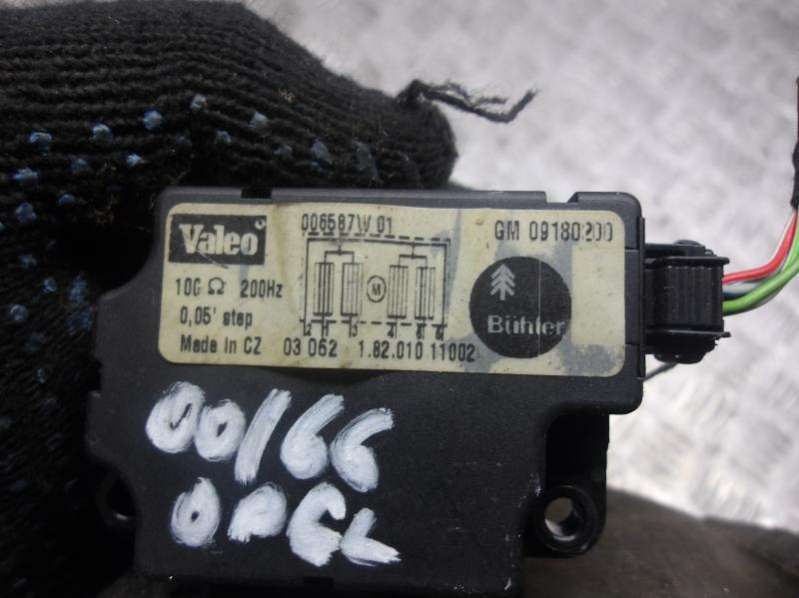 Valeo
006587W 01
GM 09180200
M
100 Ω 200Hz
0,05' step
Bühler
Made in CZ 03 062 1.82.010 11002
00166
OPEL